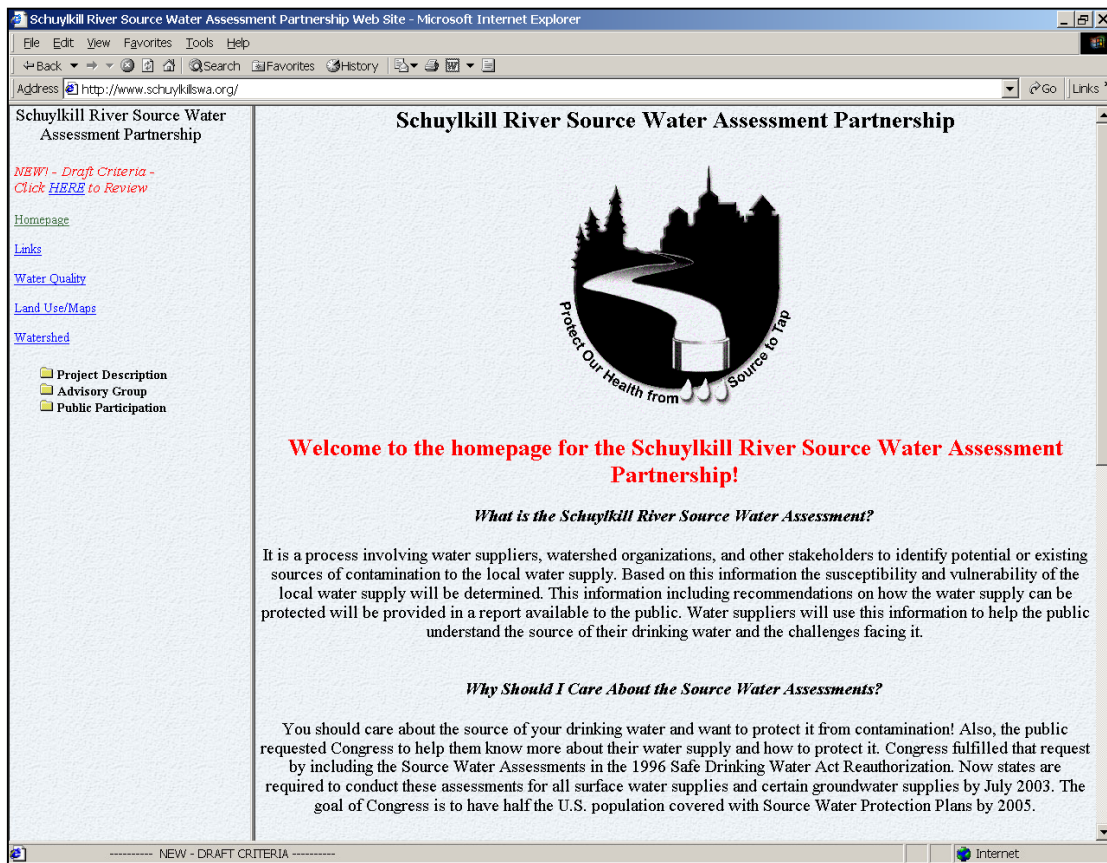 Schuylkill River Source Water Assessment Partnership Web Site - Microsoft Internet Explorer
File Edit View Favorites Tools Help
Back Search Favorites History
Address http://www.schuylkillswa.org/ Go Links
Schuylkill River Source Water
Assessment Partnership
NEW! - Draft Criteria -
Click HERE to Review
Homepage
Links
Water Quality
Land Use/Maps
Watershed
Project Description
Advisory Group
Public Participation
Schuylkill River Source Water Assessment Partnership
Protect Our Health from Source to Tap
Welcome to the homepage for the Schuylkill River Source Water Assessment
Partnership!
What is the Schuylkill River Source Water Assessment?
It is a process involving water suppliers, watershed organizations, and other stakeholders to identify potential or existing
sources of contamination to the local water supply. Based on this information the susceptibility and vulnerability of the
local water supply will be determined. This information including recommendations on how the water supply can be
protected will be provided in a report available to the public. Water suppliers will use this information to help the public
understand the source of their drinking water and the challenges facing it.
Why Should I Care About the Source Water Assessments?
You should care about the source of your drinking water and want to protect it from contamination! Also, the public
requested Congress to help them know more about their water supply and how to protect it. Congress fulfilled that request
by including the Source Water Assessments in the 1996 Safe Drinking Water Act Reauthorization. Now states are
required to conduct these assessments for all surface water supplies and certain groundwater supplies by July 2003. The
goal of Congress is to have half the U.S. population covered with Source Water Protection Plans by 2005.
---------- NEW - DRAFT CRITERIA ---------- Internet